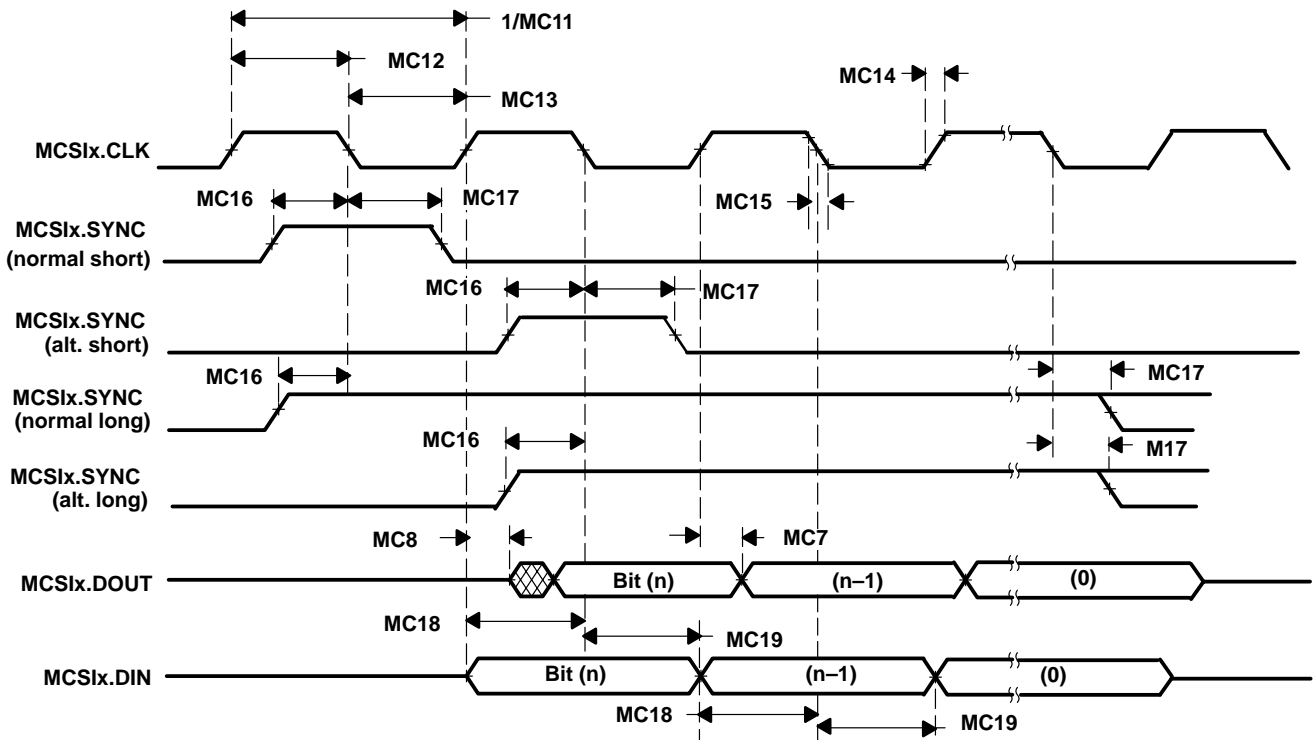 1/MC11
MC12
MC14
MC13
MCSIx.CLK
MC16
MC17
MC15
MCSIx.SYNC
(normal short)
MC16
MC17
MCSIx.SYNC
(alt. short)
MC16
MC17
MCSIx.SYNC
(normal long)
MC16
M17
MCSIx.SYNC
(alt. long)
MC8
MC7
MCSIx.DOUT
Bit (n)
(n–1)
(0)
MC18
MC19
MCSIx.DIN
Bit (n)
(n–1)
(0)
MC18
MC19